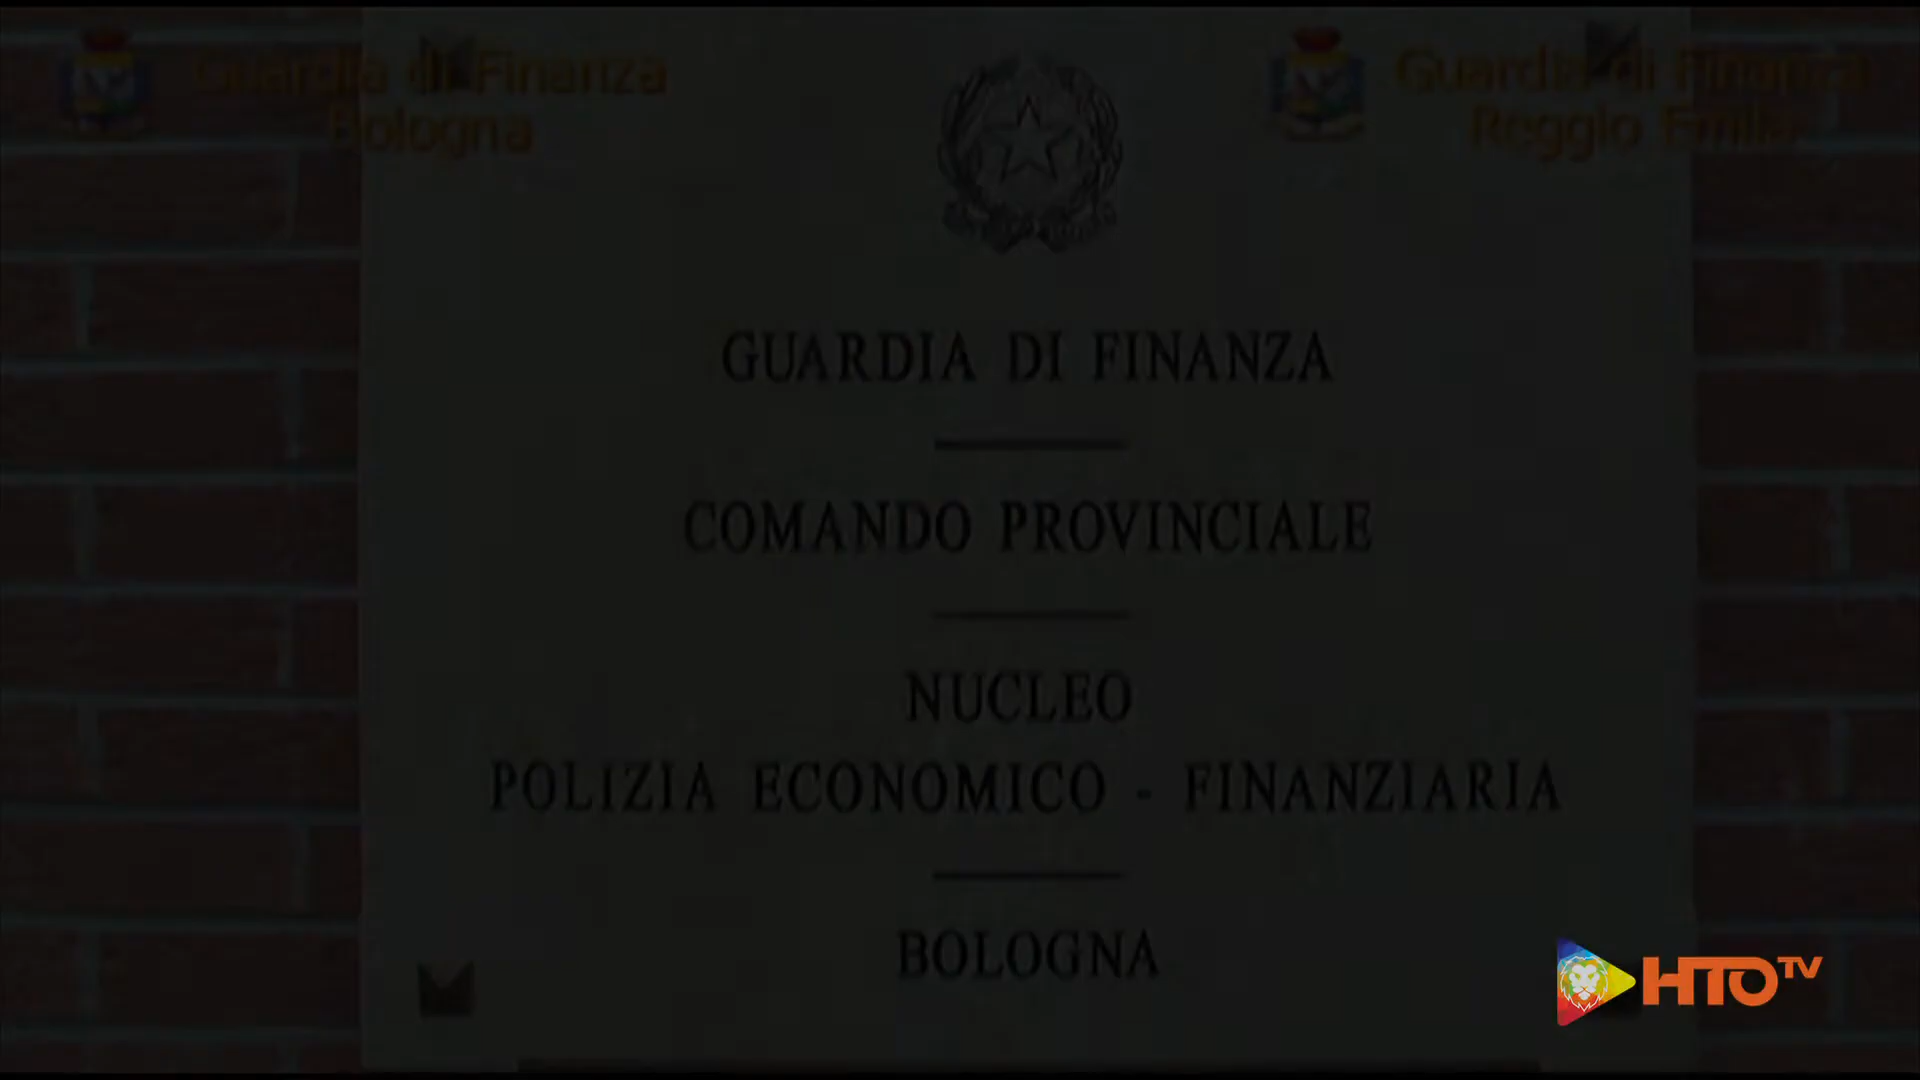 Guardia di Finanza
Bologna
Guardia di Finanza
Reggio Emilia
GUARDIA DI FINANZA
COMANDO PROVINCIALE
NUCLEO
POLIZIA ECONOMICO - FINANZIARIA
BOLOGNA
HTO TV